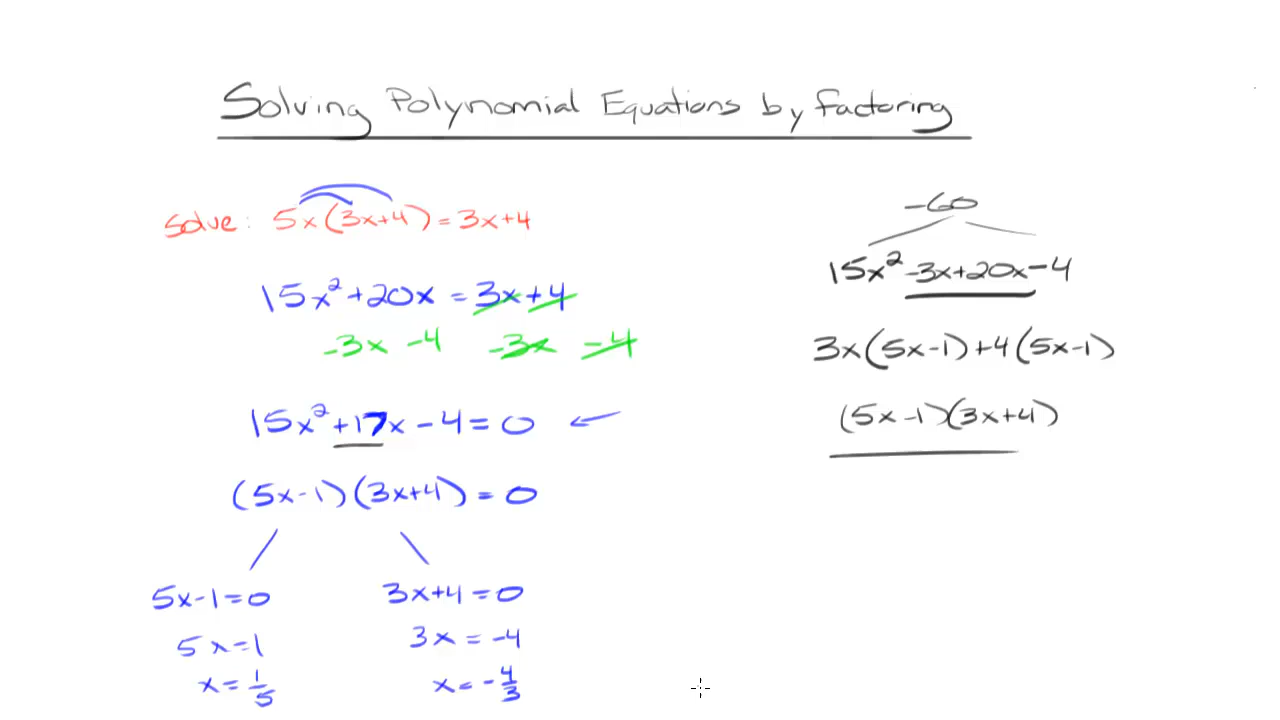 Solving Polynomial Equations by factoring
Solve: 5x(3x+4)=3x+4
15x²+20x=3x+4
-3x -4 -3x -4
15x²+17x-4=0
(5x-1)(3x+4)=0
5x-1=0
5x=1
x=1/5
3x+4=0
3x=-4
x=-4/3
-60
15x²-3x+20x-4
3x(5x-1)+4(5x-1)
(5x-1)(3x+4)